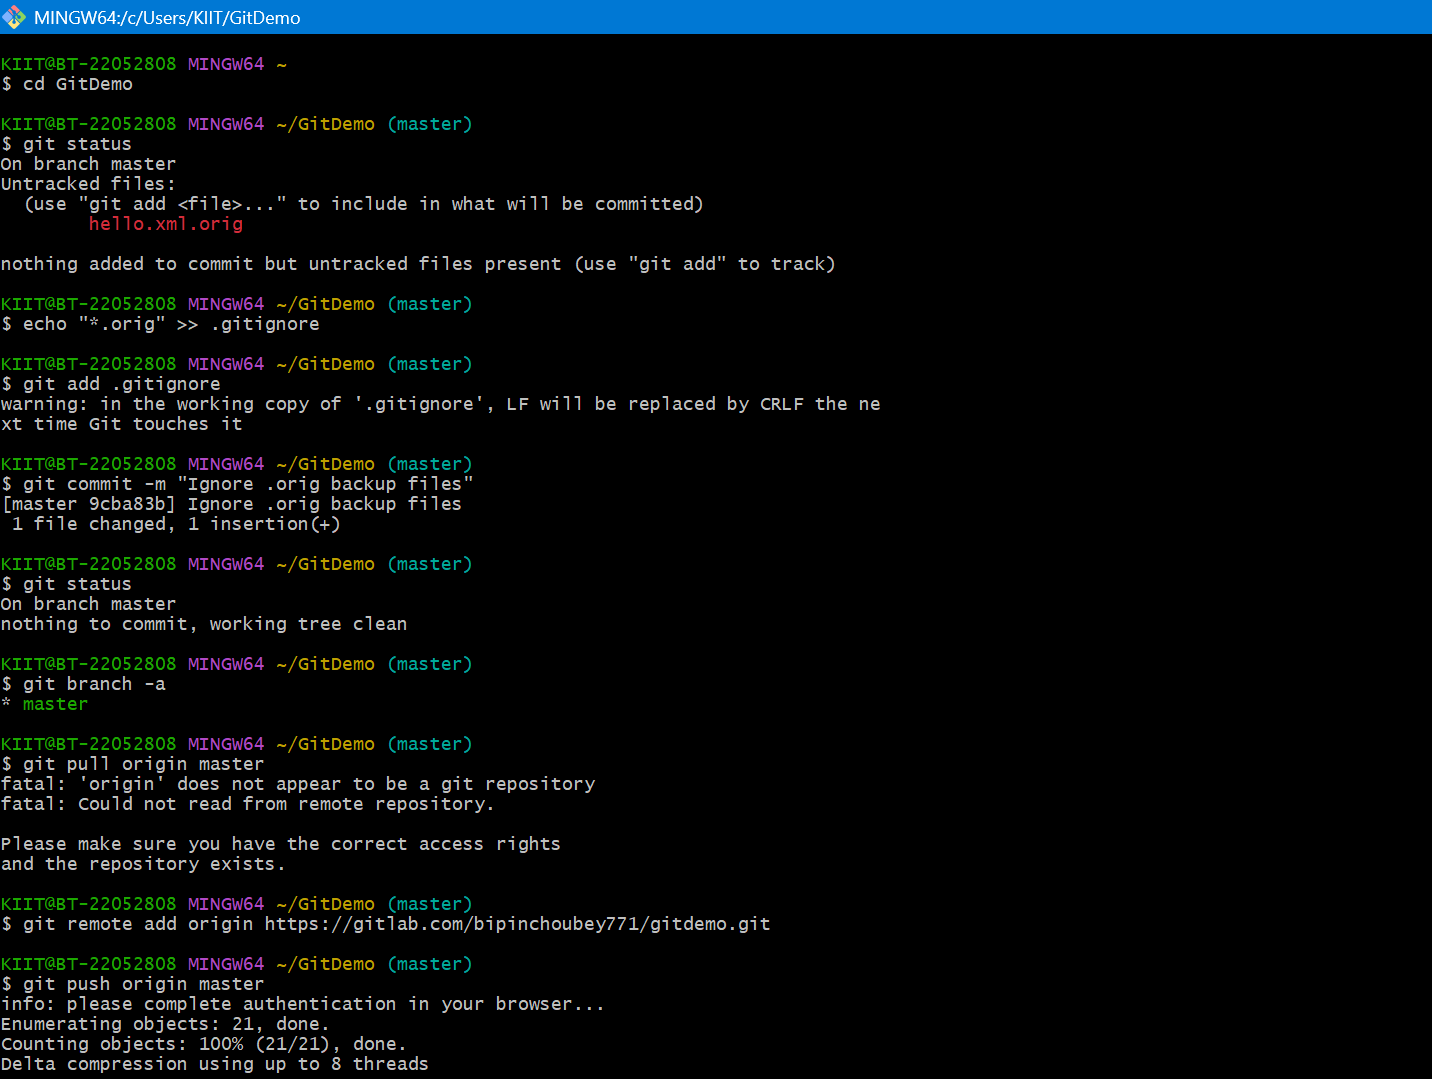 MINGW64:/c/Users/KIIT/GitDemo
KIIT@BT-22052808 MINGW64 ~
$ cd GitDemo
KIIT@BT-22052808 MINGW64 ~/GitDemo (master)
$ git status
On branch master
Untracked files:
  (use "git add <file>..." to include in what will be committed)
        hello.xml.orig
nothing added to commit but untracked files present (use "git add" to track)
KIIT@BT-22052808 MINGW64 ~/GitDemo (master)
$ echo "*.orig" >> .gitignore
KIIT@BT-22052808 MINGW64 ~/GitDemo (master)
$ git add .gitignore
warning: in the working copy of '.gitignore', LF will be replaced by CRLF the ne
xt time Git touches it
KIIT@BT-22052808 MINGW64 ~/GitDemo (master)
$ git commit -m "Ignore .orig backup files"
[master 9cba83b] Ignore .orig backup files
 1 file changed, 1 insertion(+)
KIIT@BT-22052808 MINGW64 ~/GitDemo (master)
$ git status
On branch master
nothing to commit, working tree clean
KIIT@BT-22052808 MINGW64 ~/GitDemo (master)
$ git branch -a
* master
KIIT@BT-22052808 MINGW64 ~/GitDemo (master)
$ git pull origin master
fatal: 'origin' does not appear to be a git repository
fatal: Could not read from remote repository.
Please make sure you have the correct access rights
and the repository exists.
KIIT@BT-22052808 MINGW64 ~/GitDemo (master)
$ git remote add origin https://gitlab.com/bipinchoubey771/gitdemo.git
KIIT@BT-22052808 MINGW64 ~/GitDemo (master)
$ git push origin master
info: please complete authentication in your browser...
Enumerating objects: 21, done.
Counting objects: 100% (21/21), done.
Delta compression using up to 8 threads